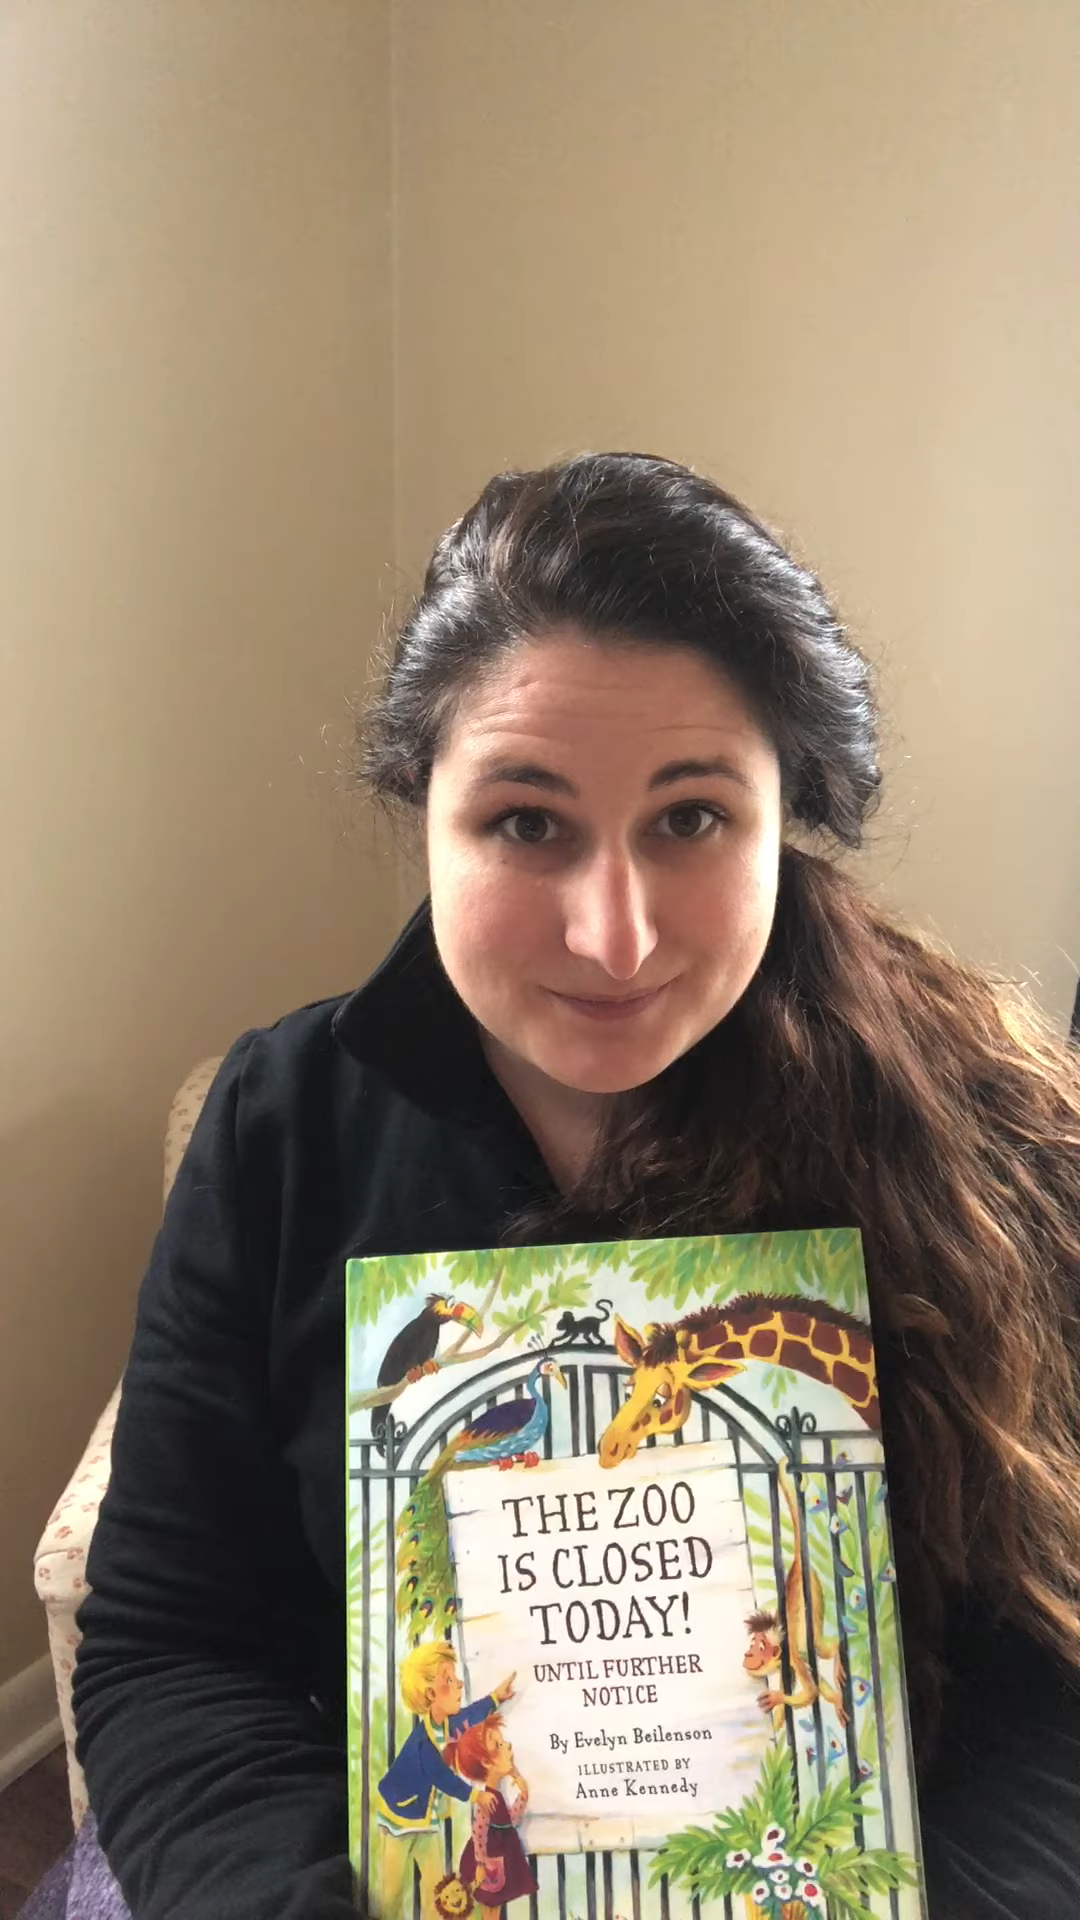 THE ZOO
IS CLOSED
TODAY!
UNTIL FURTHER
NOTICE
By Evelyn Beilenson
ILLUSTRATED BY
Anne Kennedy